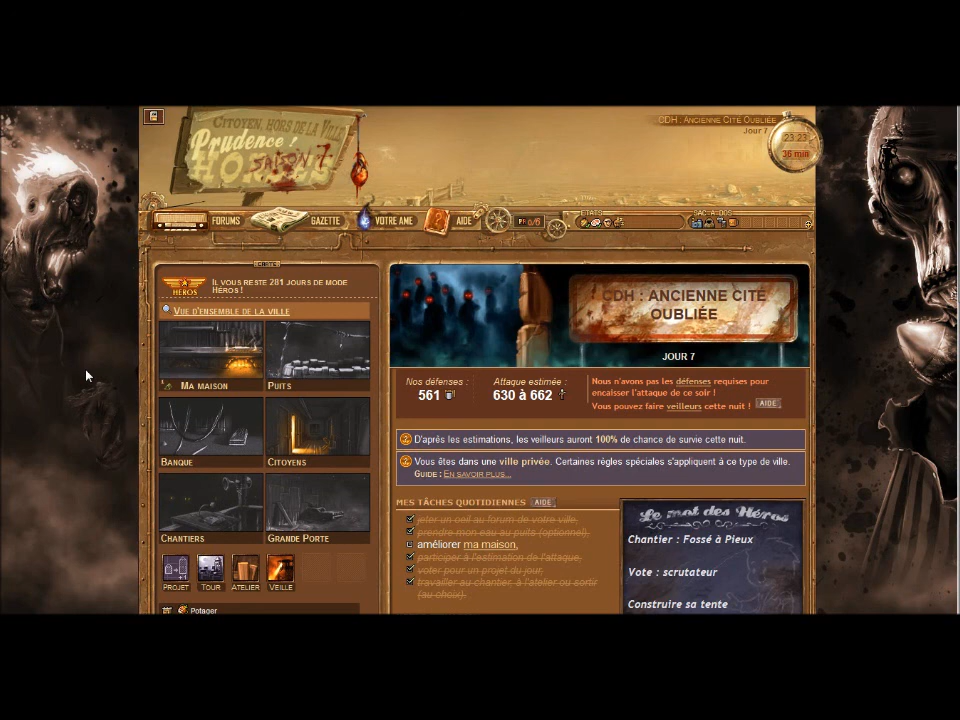 CITOYEN, HORS DE LA VILLE
Prudence !
SAISON 7
HORDES
CDH : ANCIENNE CITÉ OUBLIÉE
Jour 7
23:23
36 min
FORUMS
GAZETTE
VOTRE AME
AIDE
PA 0/6
ETATS
SAC-A-DOS
IL VOUS RESTE 281 JOURS DE MODE
HÉROS !
HEROS
VUE D'ENSEMBLE DE LA VILLE
MA MAISON
PUITS
BANQUE
CITOYENS
CHANTIERS
GRANDE PORTE
PROJET
TOUR
ATELIER
VEILLE
Potager
CDH : ANCIENNE CITÉ
OUBLIÉE
JOUR 7
Nos défenses :
561
Attaque estimée :
630 à 662
Nous n'avons pas les défenses requises pour
encaisser l'attaque de ce soir !
Vous pouvez faire veilleurs cette nuit ! AIDE
D'après les estimations, les veilleurs auront 100% de chance de survie cette nuit.
Vous êtes dans une ville privée. Certaines règles spéciales s'appliquent à ce type de ville.
GUIDE : EN SAVOIR PLUS...
MES TÂCHES QUOTIDIENNES AIDE
jeter un oeil au forum de votre ville,
prendre mon eau au puits (optionnel),
améliorer ma maison,
participer à l'estimation de l'attaque,
voter pour un projet du jour,
travailler au chantier, à l'atelier ou sortir
(au choix).
Le mot des Héros
Chantier : Fossé à Pieux
Vote : scrutateur
Construire sa tente